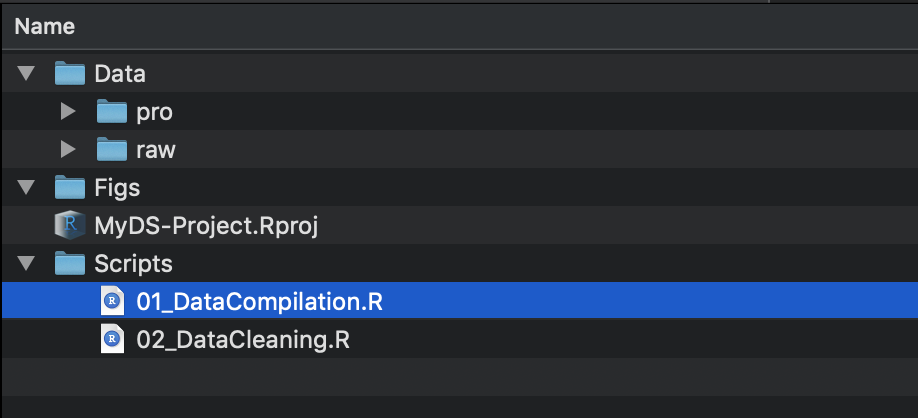 Name
Data
pro
raw
Figs
MyDS-Project.Rproj
Scripts
01_DataCompilation.R
02_DataCleaning.R